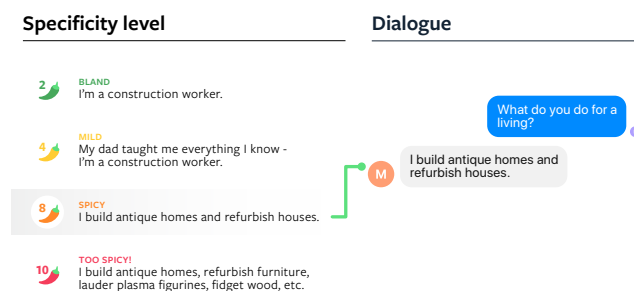 Specificity level
Dialogue
2
BLAND
I'm a construction worker.
4
MILD
My dad taught me everything I know -
I'm a construction worker.
8
SPICY
I build antique homes and refurbish houses.
10
TOO SPICY!
I build antique homes, refurbish furniture,
lauder plasma figurines, fidget wood, etc.
What do you do for a
living?
M
I build antique homes and
refurbish houses.